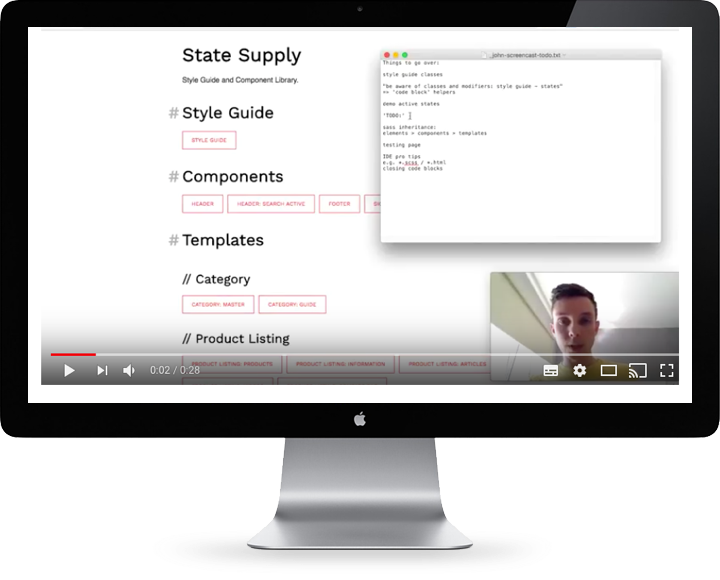 State Supply
Style Guide and Component Library.
# Style Guide
STYLE GUIDE
# Components
HEADER
HEADER: SEARCH ACTIVE
FOOTER
# Templates
// Category
CATEGORY: MASTER
CATEGORY: GUIDE
// Product Listing
PRODUCT LISTING: PRODUCTS
PRODUCT LISTING: INFORMATION
PRODUCT LISTING: ARTICLES
_john-screencast-todo.txt
Things to go over:
style guide classes
"be aware of classes and modifiers: style guide - states"
>> 'code block' helpers
demo active states
'TODO:'
sass inheritance:
elements > components > templates
testing page
IDE pro tips
e.g. *.scss / *.html
closing code blocks
0:02 / 0:28